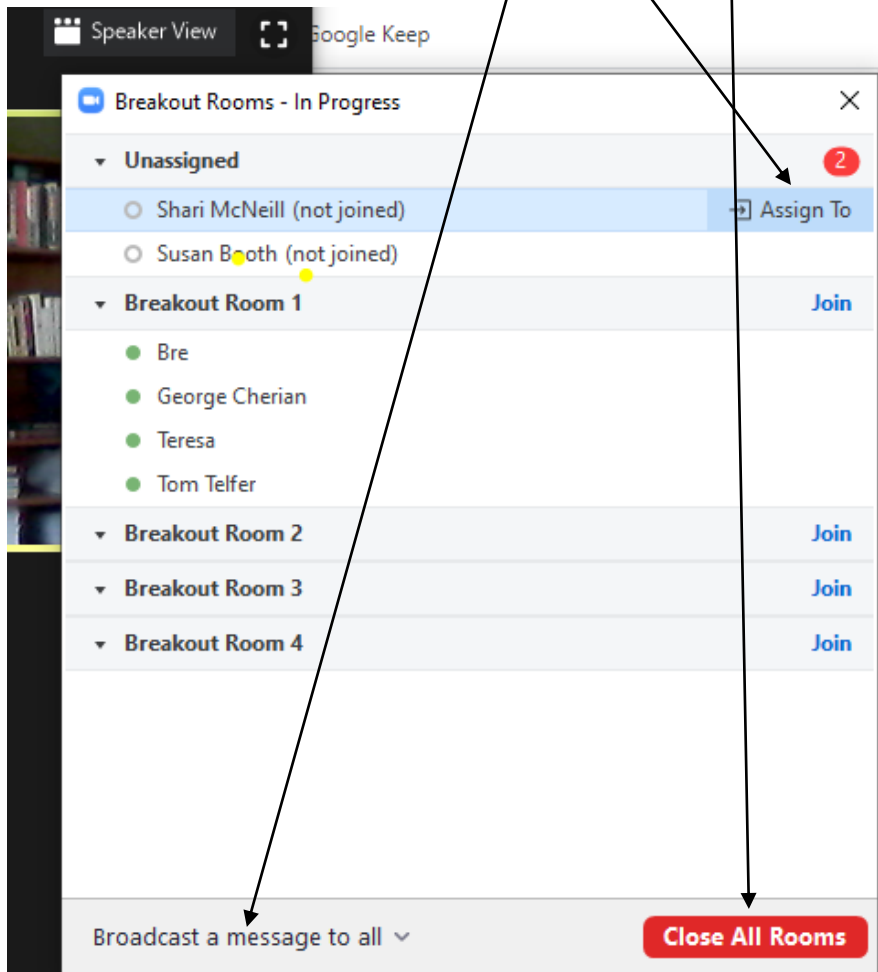 Speaker View
Google Keep
Breakout Rooms - In Progress
Unassigned 2
Shari McNeill (not joined) Assign To
Susan Booth (not joined)
Breakout Room 1 Join
Bre
George Cherian
Teresa
Tom Telfer
Breakout Room 2 Join
Breakout Room 3 Join
Breakout Room 4 Join
Broadcast a message to all Close All Rooms